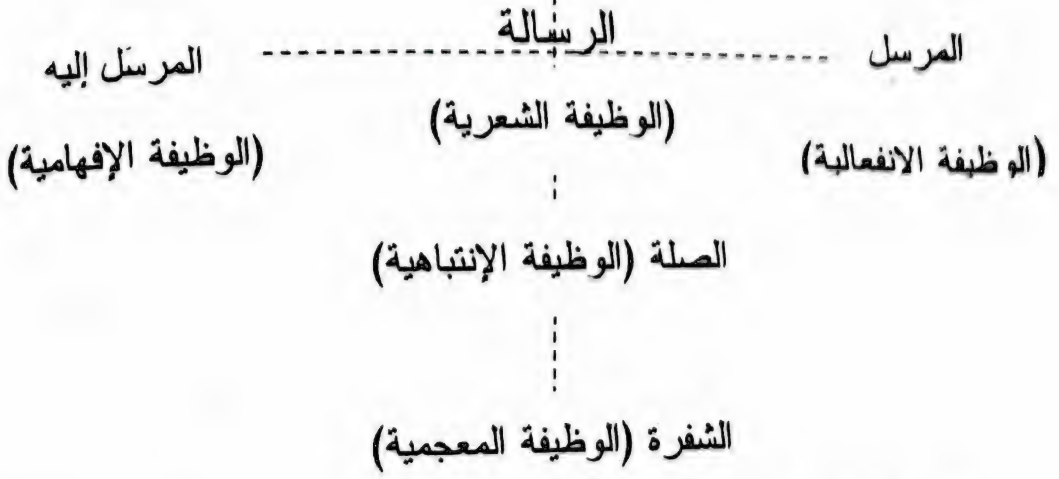 المرسل الرسالة المرسَل إليه
(الوظيفة الانفعالية) (الوظيفة الشعرية) (الوظيفة الإفهامية)
الصلة (الوظيفة الإنتباهية)
الشفرة (الوظيفة المعجمية)